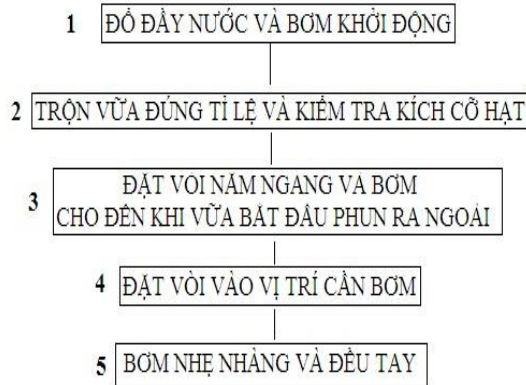 1 ĐỔ ĐẦY NƯỚC VÀ BƠM KHỞI ĐỘNG
2 TRỘN VỮA ĐÚNG TỈ LỆ VÀ KIỂM TRA KÍCH CỠ HẠT
3 ĐẶT VÒI NẰM NGANG VÀ BƠM
CHO ĐẾN KHI VỮA BẮT ĐẦU PHUN RA NGOÀI
4 ĐẶT VÒI VÀO VỊ TRÍ CẦN BƠM
5 BƠM NHẸ NHÀNG VÀ ĐỀU TAY